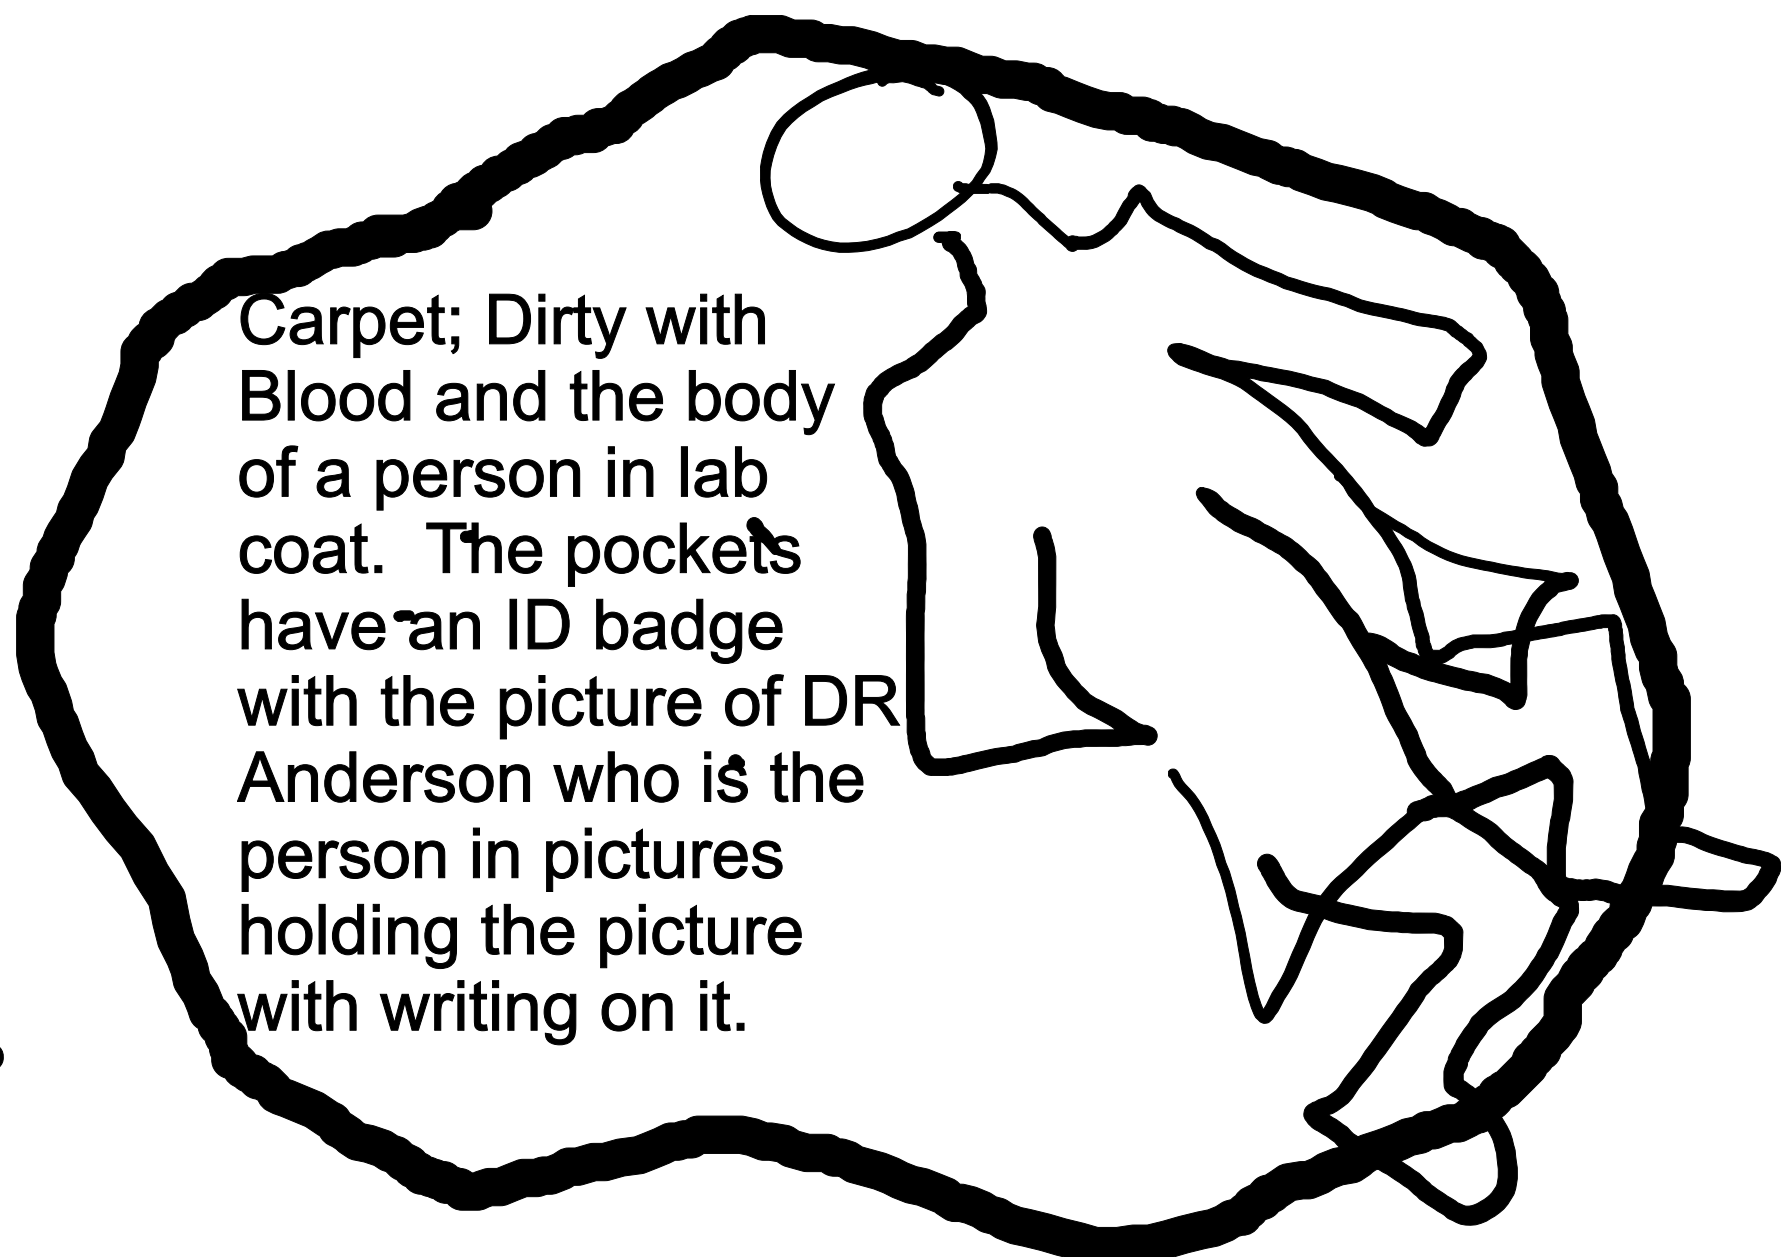 Carpet; Dirty with
Blood and the body
of a person in lab
coat.  The pockets
have an ID badge
with the picture of DR
Anderson who is the
person in pictures
holding the picture
with writing on it.